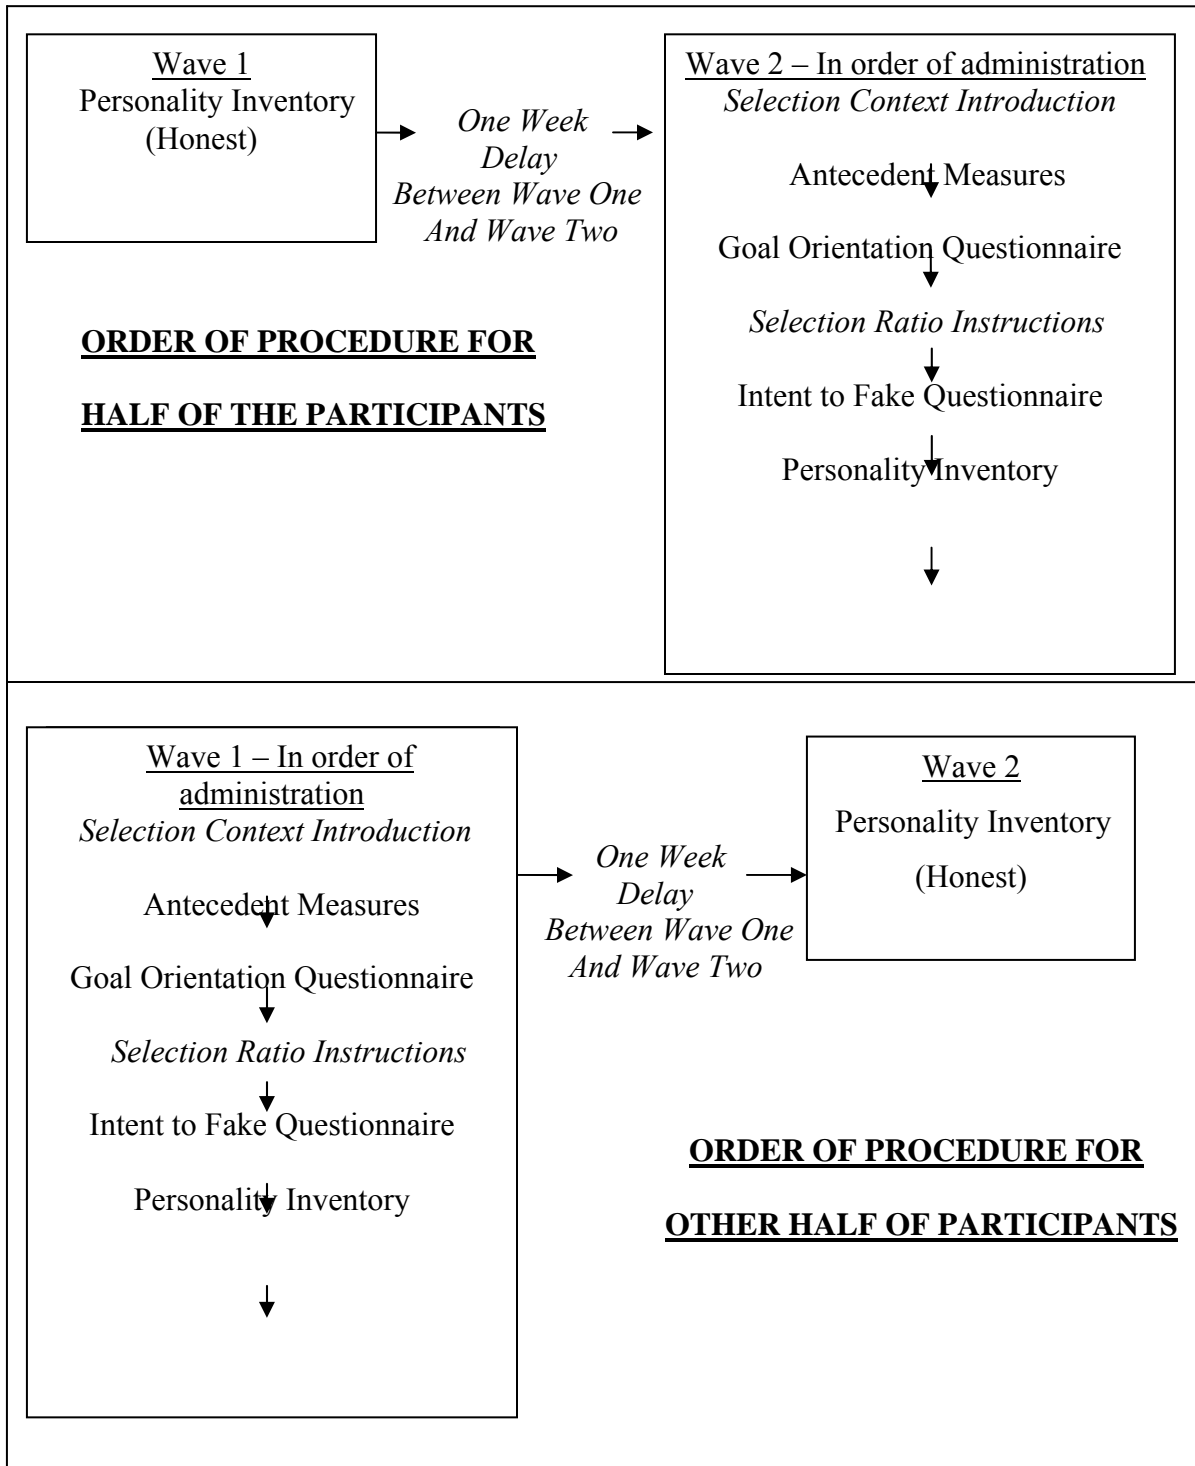 Wave 1
Personality Inventory
(Honest)
One Week
Delay
Between Wave One
And Wave Two
Wave 2 – In order of administration
Selection Context Introduction
Antecedent Measures
Goal Orientation Questionnaire
Selection Ratio Instructions
Intent to Fake Questionnaire
Personality Inventory
ORDER OF PROCEDURE FOR
HALF OF THE PARTICIPANTS
Wave 1 – In order of
administration
Selection Context Introduction
Antecedent Measures
Goal Orientation Questionnaire
Selection Ratio Instructions
Intent to Fake Questionnaire
Personality Inventory
One Week
Delay
Between Wave One
And Wave Two
Wave 2
Personality Inventory
(Honest)
ORDER OF PROCEDURE FOR
OTHER HALF OF PARTICIPANTS